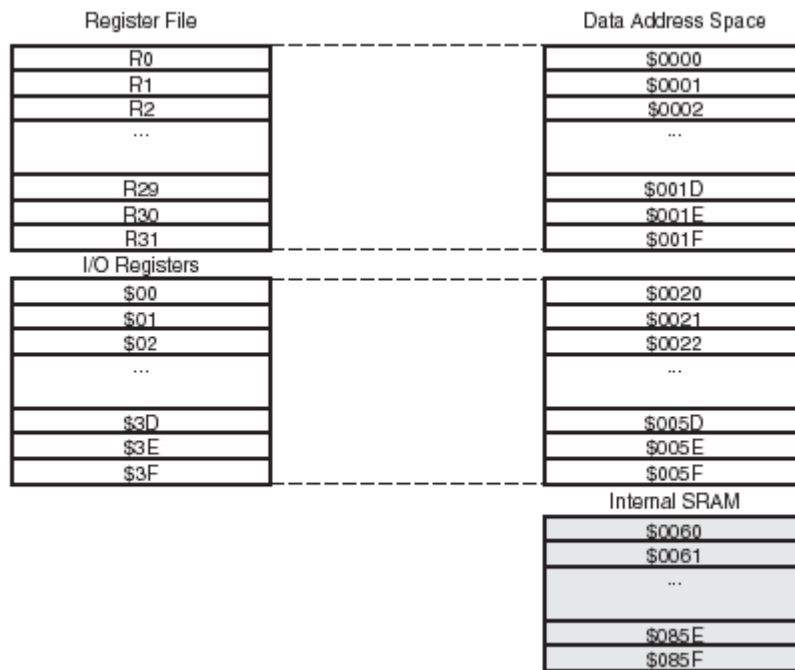 Register File Data Address Space
R0 $0000
R1 $0001
R2 $0002
... ...
R29 $001D
R30 $001E
R31 $001F
I/O Registers
$00 $0020
$01 $0021
$02 $0022
... ...
$3D $005D
$3E $005E
$3F $005F
Internal SRAM
$0060
$0061
...
$085E
$085F